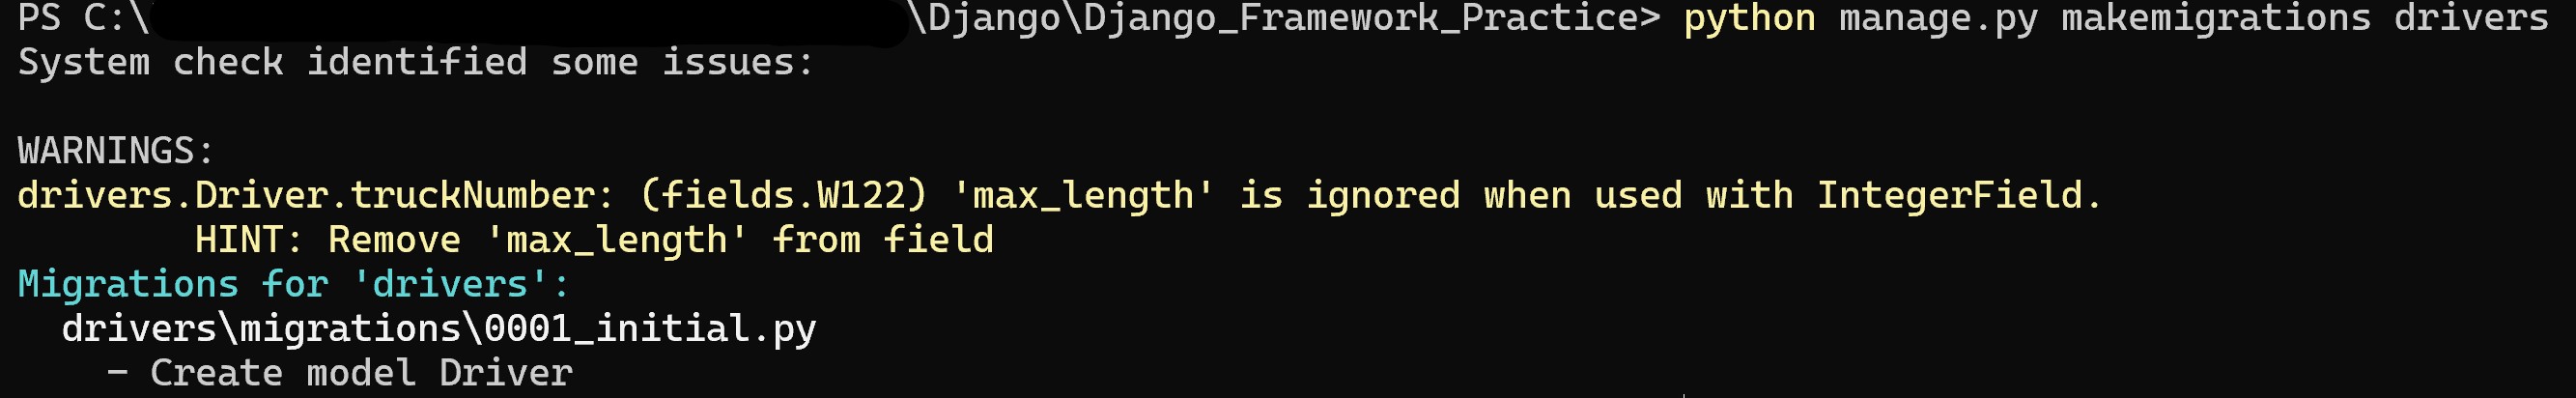 PS C:\ \Django\Django_Framework_Practice> python manage.py makemigrations drivers
System check identified some issues:
WARNINGS:
drivers.Driver.truckNumber: (fields.W122) 'max_length' is ignored when used with IntegerField.
HINT: Remove 'max_length' from field
Migrations for 'drivers':
drivers\migrations\0001_initial.py
- Create model Driver